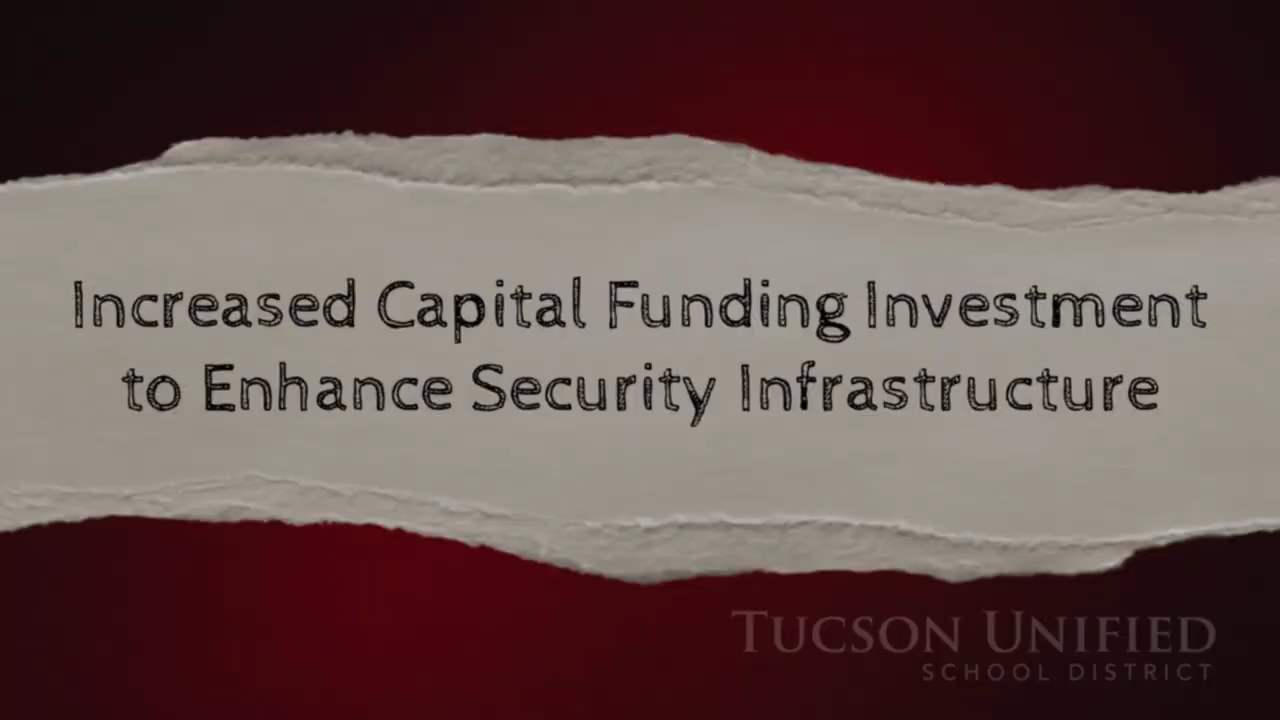 Increased Capital Funding Investment
to Enhance Security Infrastructure
TUCSON UNIFIED
SCHOOL DISTRICT